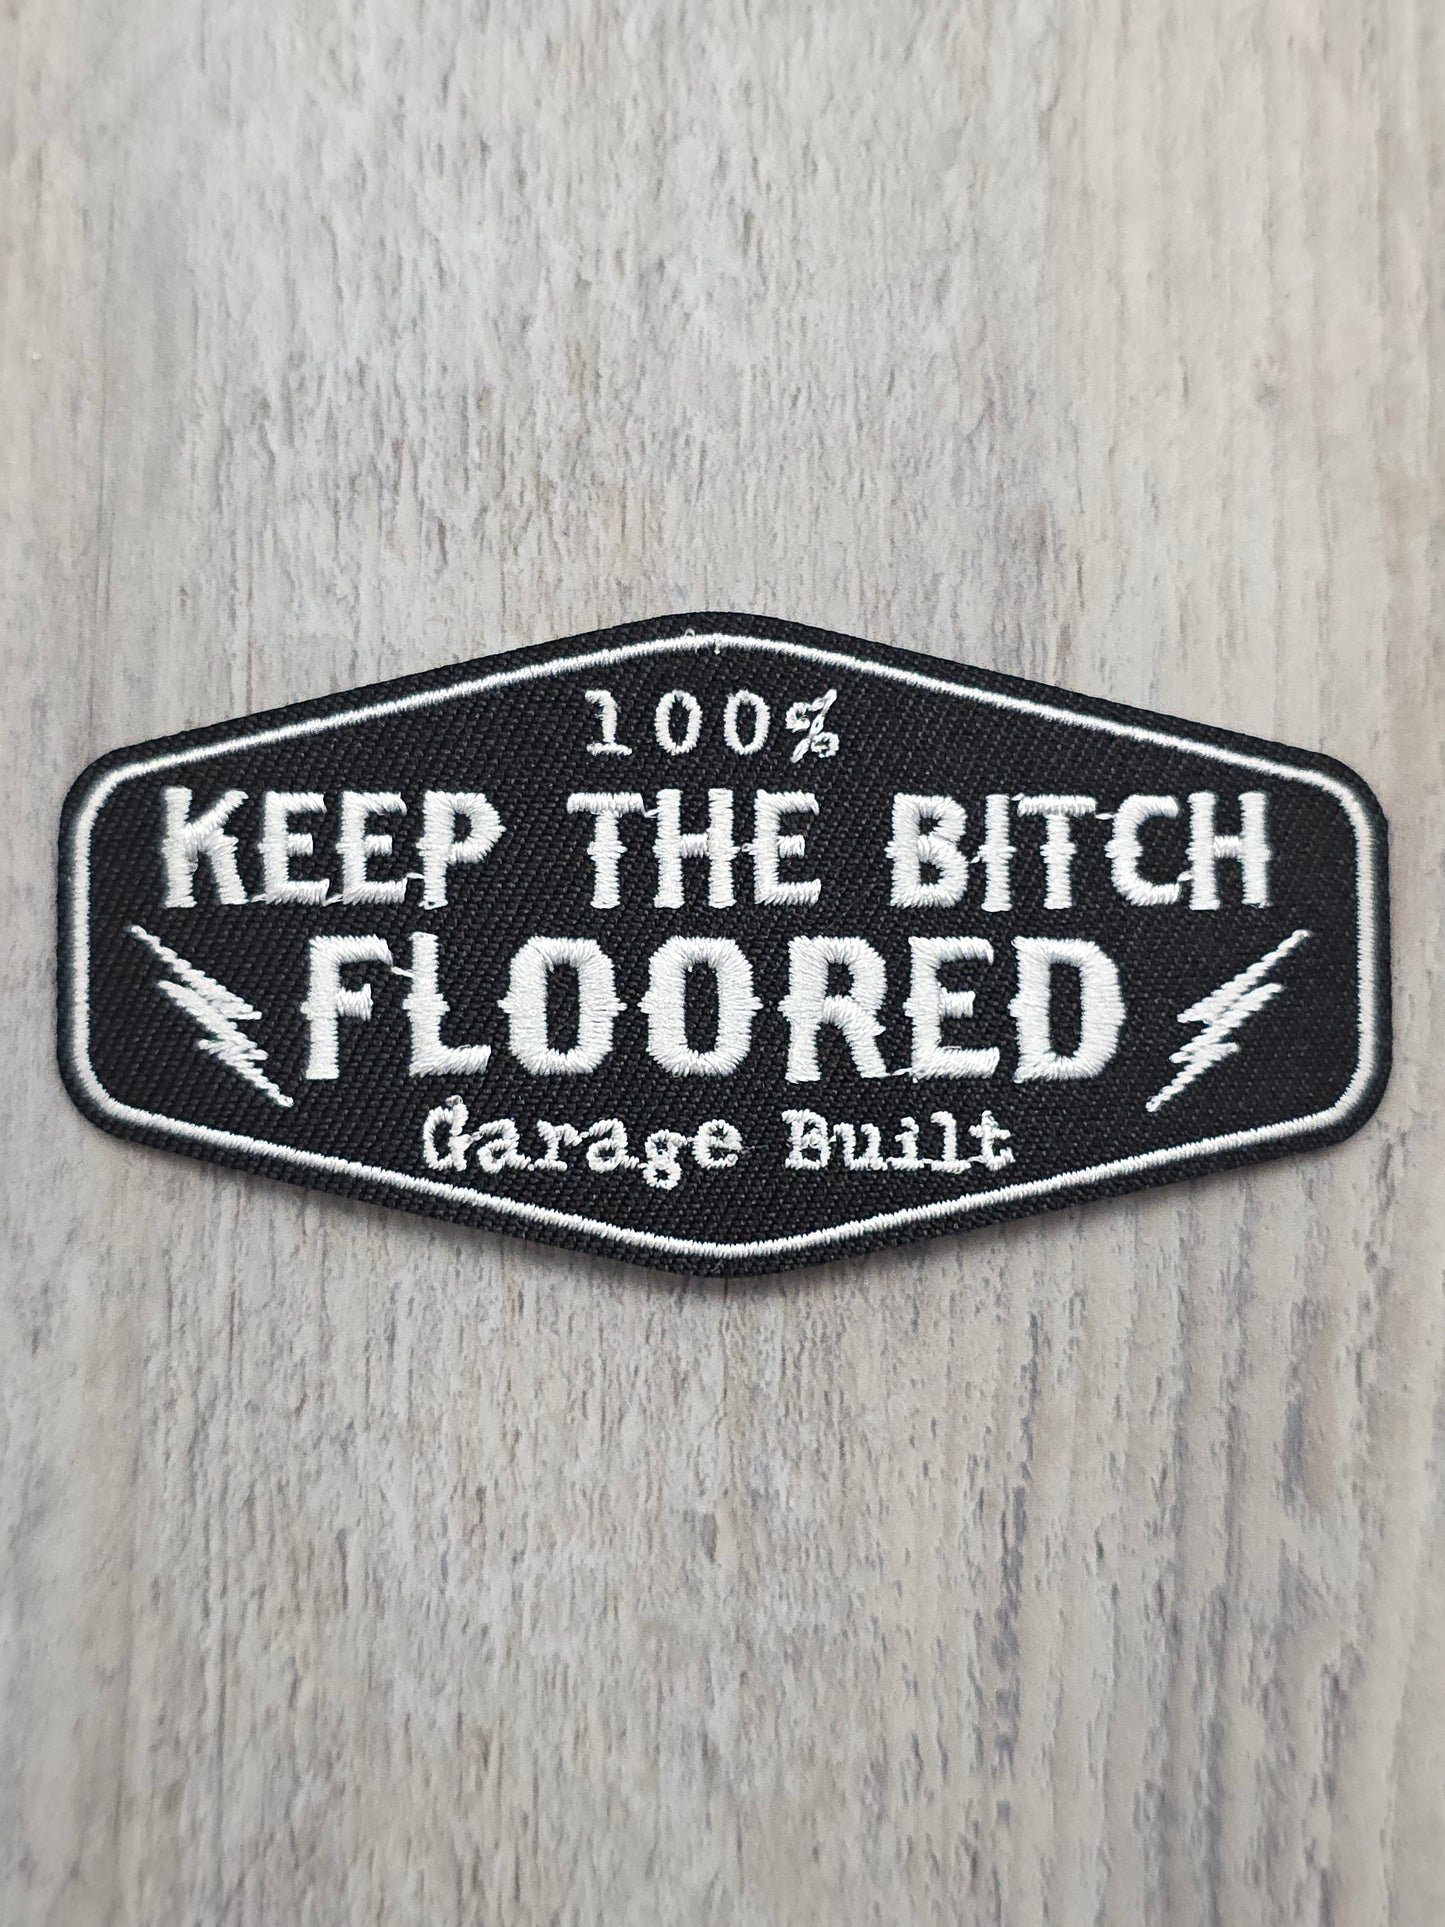 100%
KEEP THE BITCH
FLOORED
Garage Built